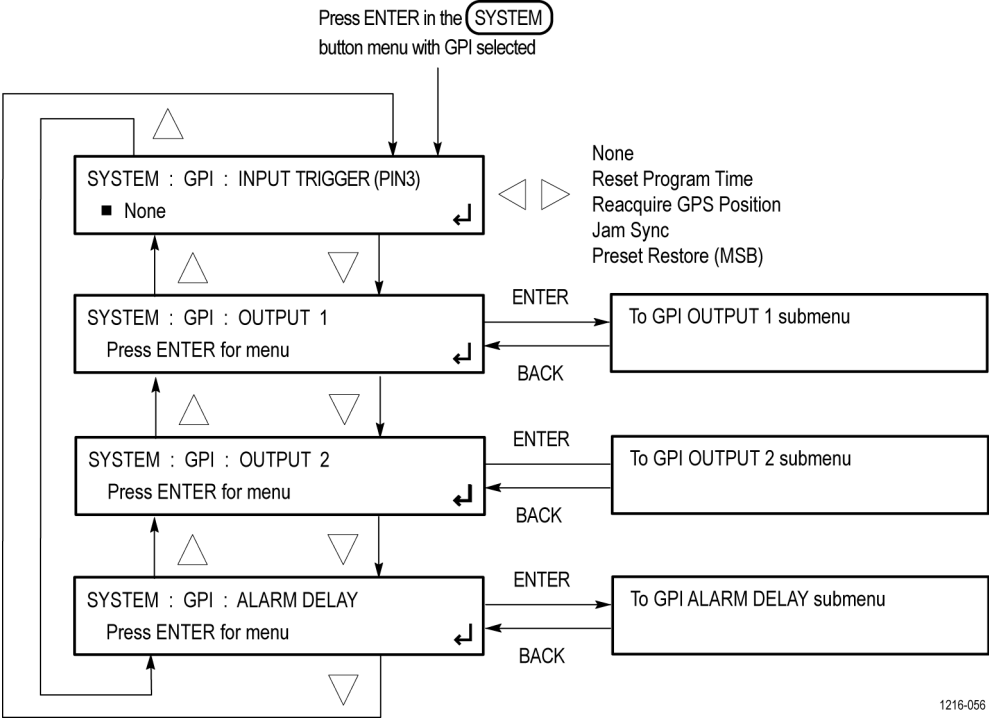 Press ENTER in the SYSTEM
button menu with GPI selected
SYSTEM : GPI : INPUT TRIGGER (PIN3)
■ None
None
Reset Program Time
Reacquire GPS Position
Jam Sync
Preset Restore (MSB)
SYSTEM : GPI : OUTPUT 1
Press ENTER for menu
ENTER
BACK
To GPI OUTPUT 1 submenu
SYSTEM : GPI : OUTPUT 2
Press ENTER for menu
ENTER
BACK
To GPI OUTPUT 2 submenu
SYSTEM : GPI : ALARM DELAY
Press ENTER for menu
ENTER
BACK
To GPI ALARM DELAY submenu
1216-056